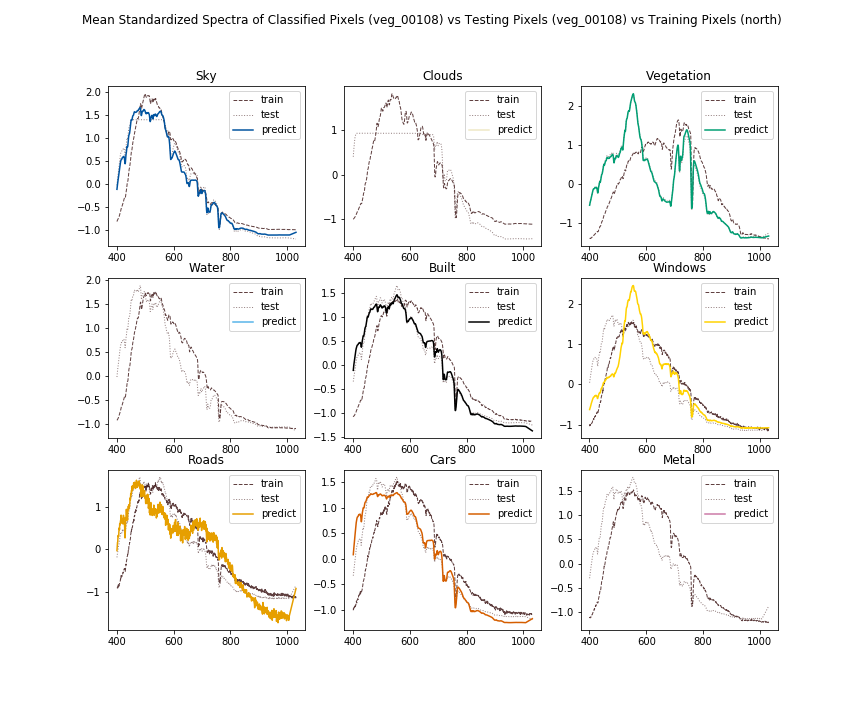 Mean Standardized Spectra of Classified Pixels (veg_00108) vs Testing Pixels (veg_00108) vs Training Pixels (north)
Sky
2.0
1.5
1.0
0.5
0.0
−0.5
−1.0
400 600 800 1000
train
test
predict
Clouds
1
0
−1
400 600 800 1000
train
test
predict
Vegetation
2
1
0
−1
400 600 800 1000
train
test
predict
Water
2.0
1.5
1.0
0.5
0.0
−0.5
−1.0
400 600 800 1000
train
test
predict
Built
1.5
1.0
0.5
0.0
−0.5
−1.0
−1.5
400 600 800 1000
train
test
predict
Windows
2
1
0
−1
400 600 800 1000
train
test
predict
Roads
1
0
−1
400 600 800 1000
train
test
predict
Cars
1.5
1.0
0.5
0.0
−0.5
−1.0
400 600 800 1000
train
test
predict
Metal
1.5
1.0
0.5
0.0
−0.5
−1.0
400 600 800 1000
train
test
predict